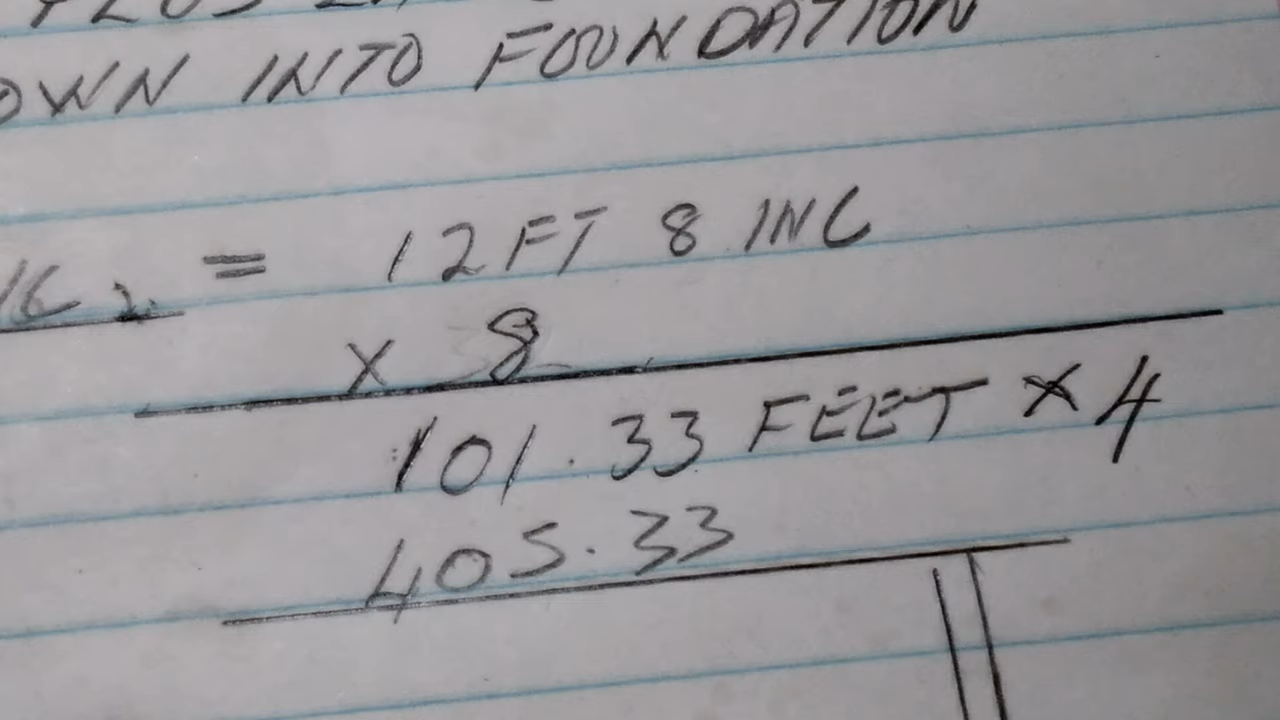 OWN INTO FOUNDATION
= 12FT 8 INC
x 8
101.33 FEET x 4
405.33